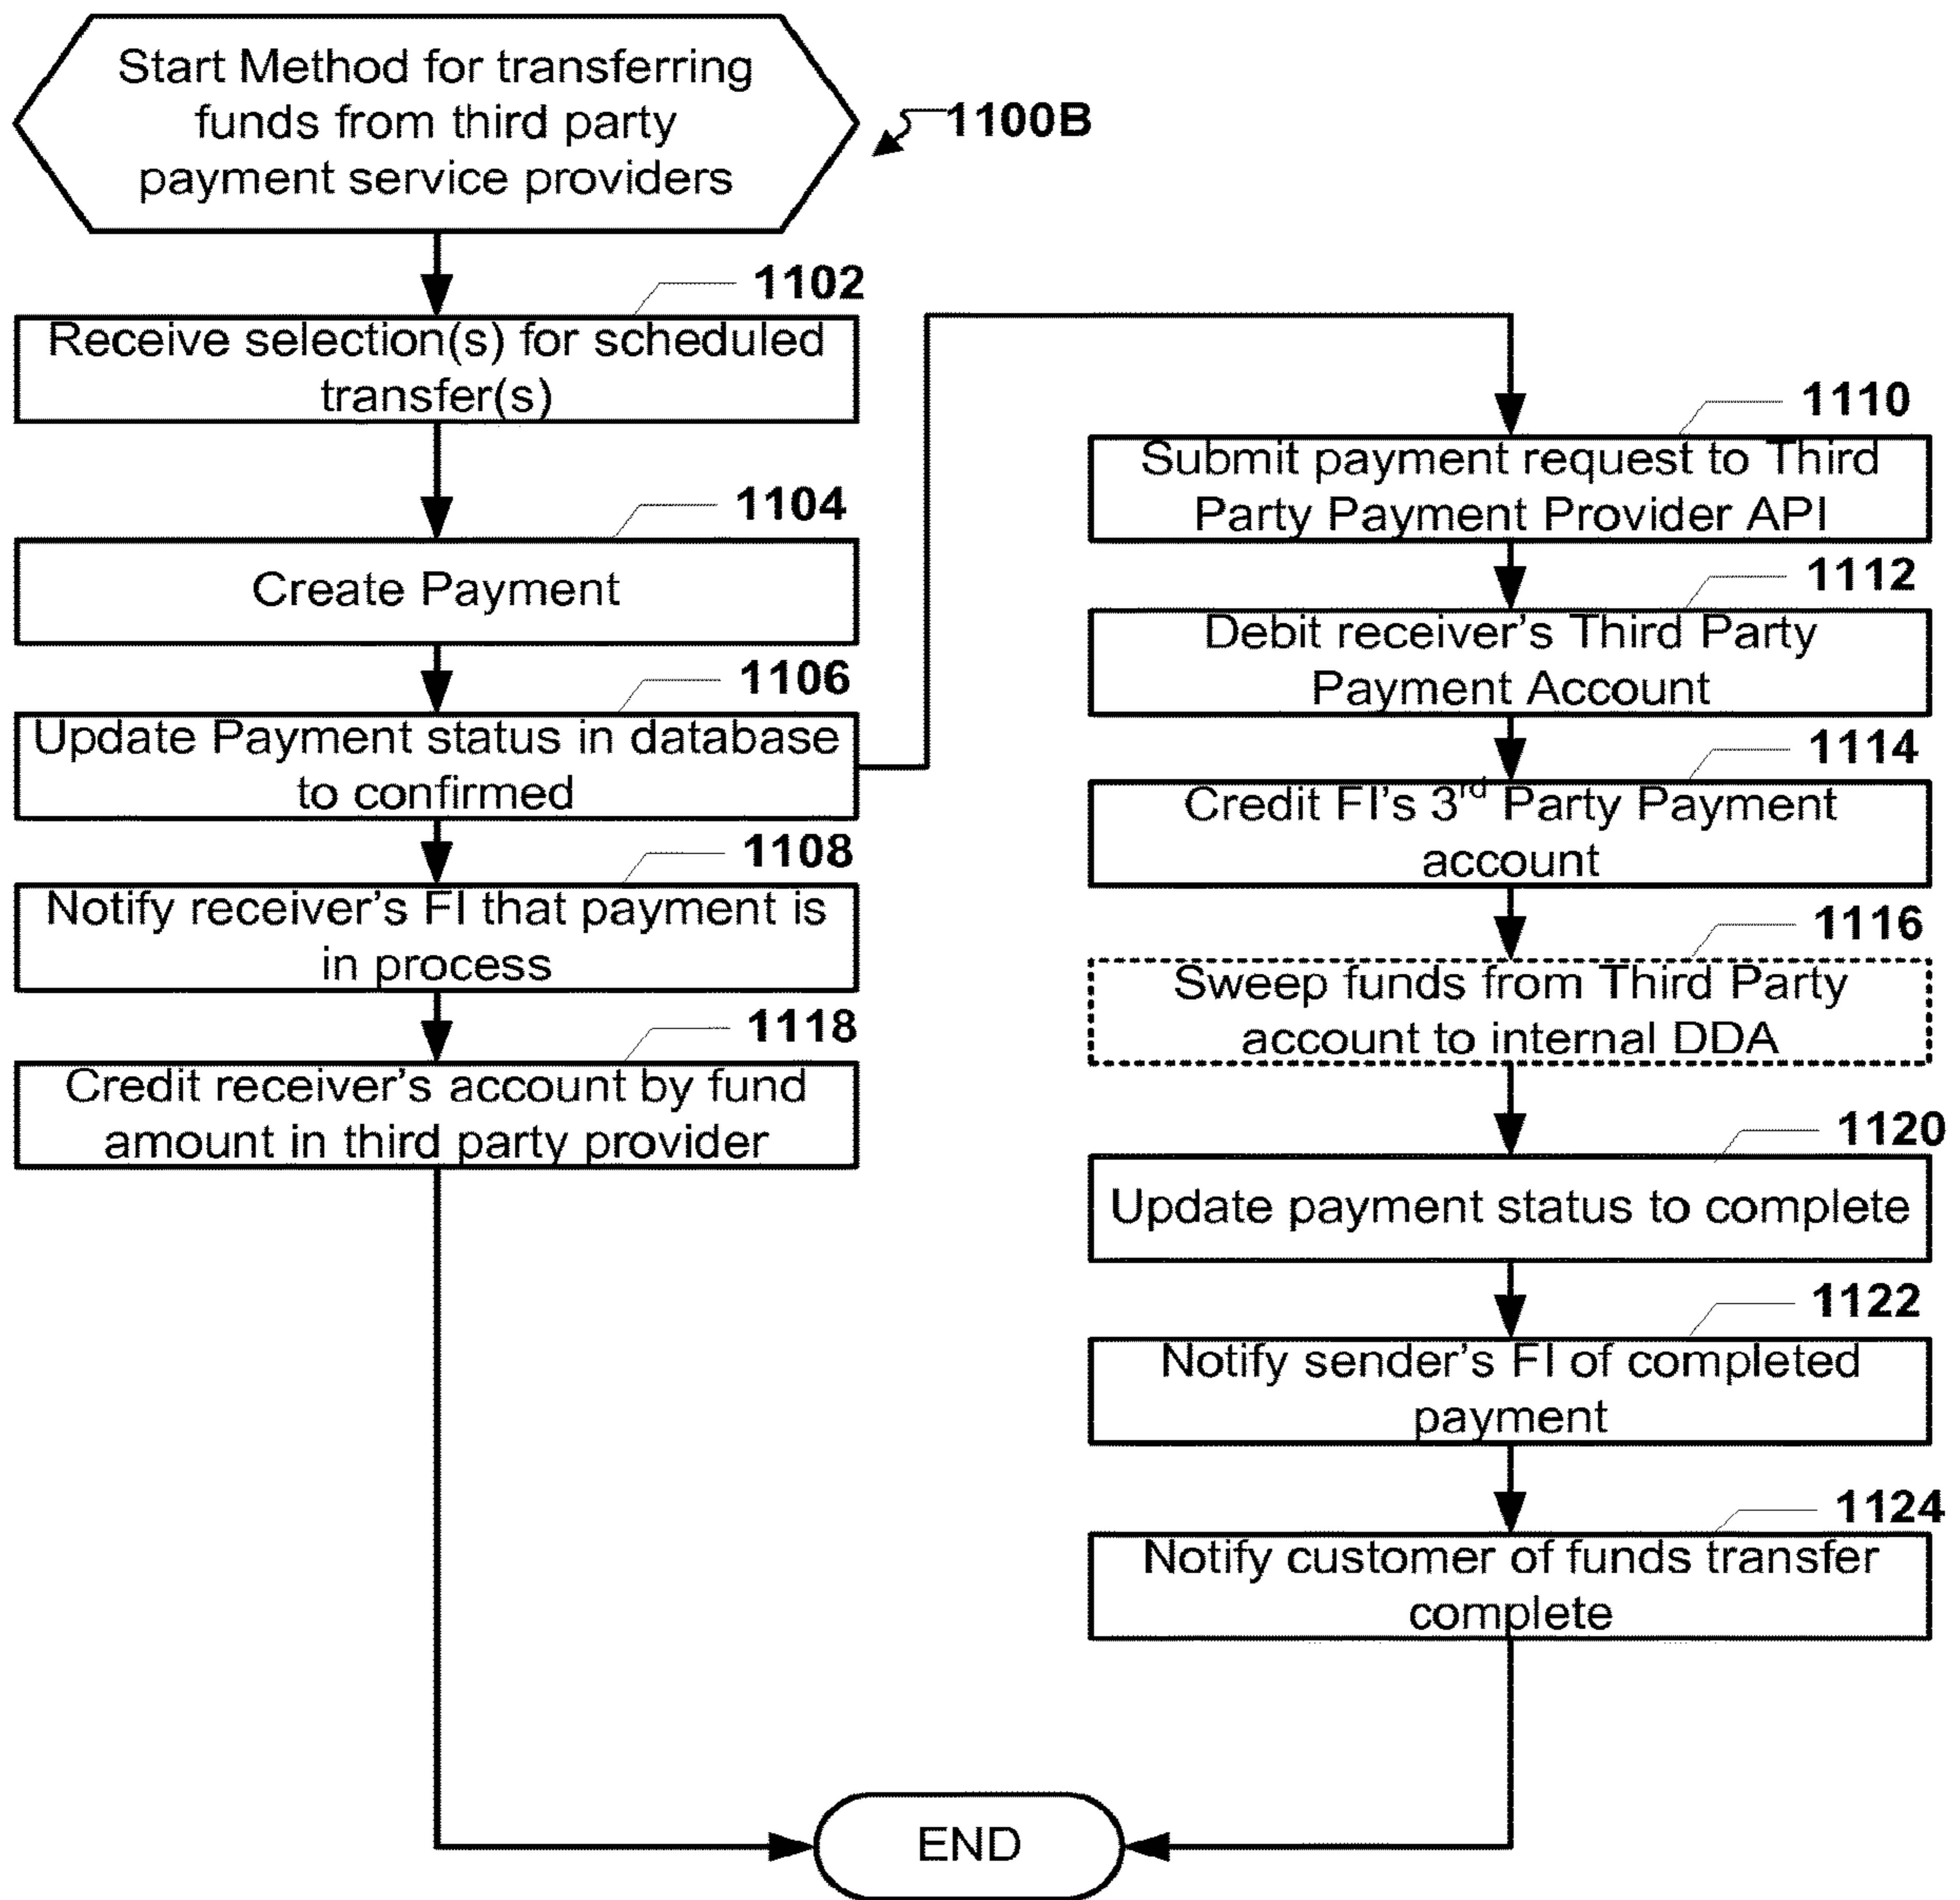 Start Method for transferring
funds from third party
payment service providers
1100B
1102
Receive selection(s) for scheduled
transfer(s)
1104
Create Payment
1106
Update Payment status in database
to confirmed
1108
Notify receiver's FI that payment is
in process
1118
Credit receiver's account by fund
amount in third party provider
1110
Submit payment request to Third
Party Payment Provider API
1112
Debit receiver's Third Party
Payment Account
1114
Credit FI's 3rd Party Payment
account
1116
Sweep funds from Third Party
account to internal DDA
1120
Update payment status to complete
1122
Notify sender's FI of completed
payment
1124
Notify customer of funds transfer
complete
END